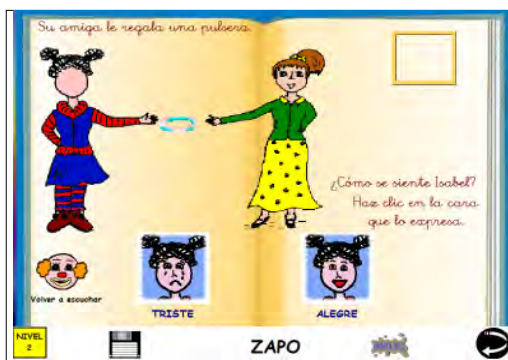 Su amiga le regala una pulsera.
¿Cómo se siente Isabel?
Haz clic en la cara
que lo expresa.
Volver a escuchar
TRISTE
ALEGRE
NIVEL
2
ZAPO